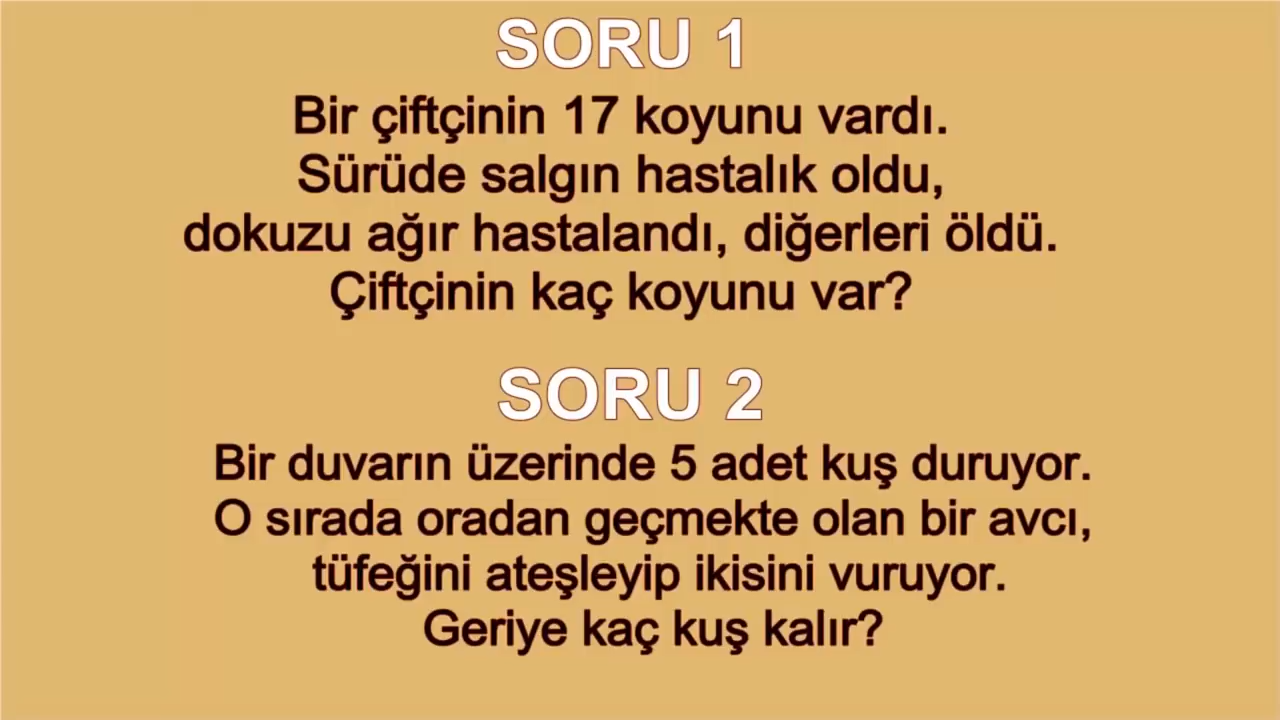 SORU 1
Bir çiftçinin 17 koyunu vardı.
Sürüde salgın hastalık oldu,
dokuzu ağır hastalandı, diğerleri öldü.
Çiftçinin kaç koyunu var?
SORU 2
Bir duvarın üzerinde 5 adet kuş duruyor.
O sırada oradan geçmekte olan bir avcı,
tüfeğini ateşleyip ikisini vuruyor.
Geriye kaç kuş kalır?